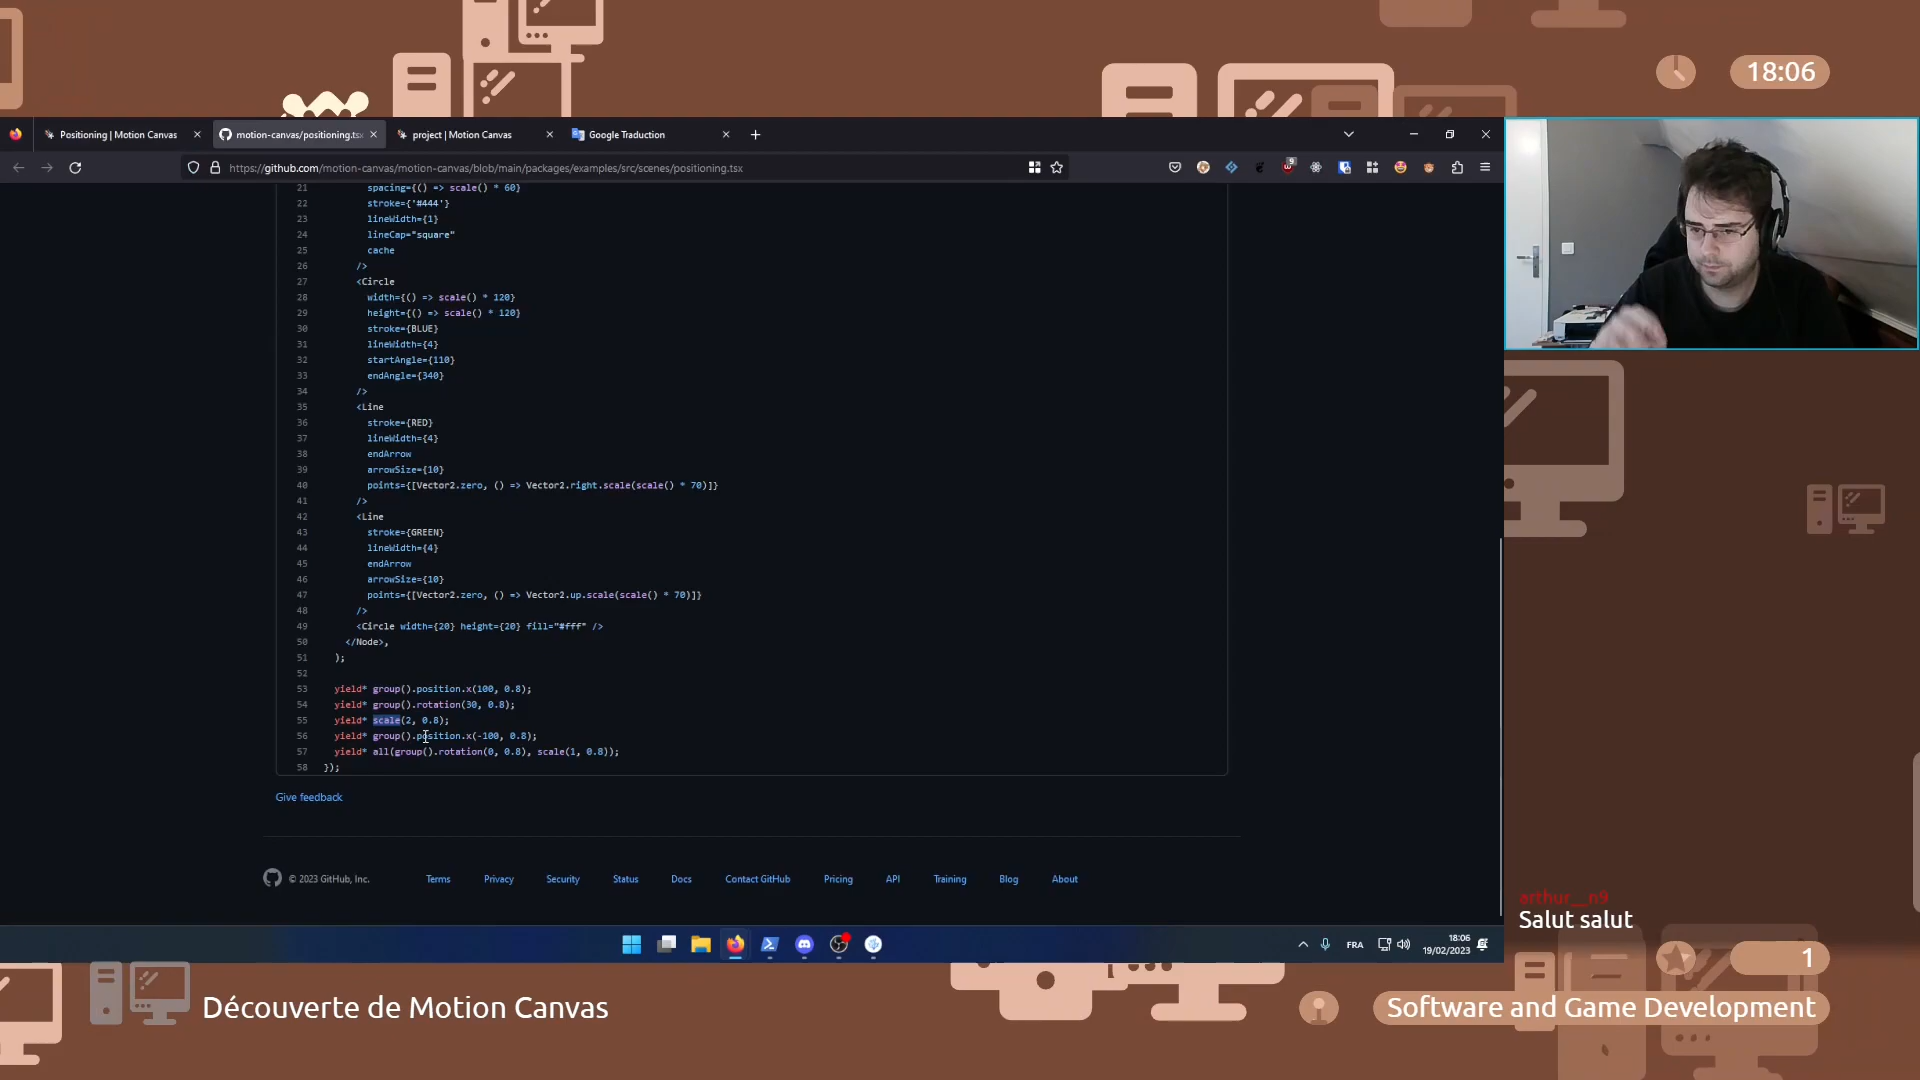 18:06
Positioning | Motion Canvas
motion-canvas/positioning.ts
project | Motion Canvas
Google Traduction
https://github.com/motion-canvas/motion-canvas/blob/main/packages/examples/src/scenes/positioning.tsx
9
21 spacing={() => scale() * 60}
22 stroke={'#444'}
23 lineWidth={1}
24 lineCap="square"
25 cache
26 />
27 <Circle
28 width={() => scale() * 120}
29 height={() => scale() * 120}
30 stroke={BLUE}
31 lineWidth={4}
32 startAngle={110}
33 endAngle={340}
34 />
35 <Line
36 stroke={RED}
37 lineWidth={4}
38 endArrow
39 arrowSize={10}
40 points={[Vector2.zero, () => Vector2.right.scale(scale() * 70)]}
41 />
42 <Line
43 stroke={GREEN}
44 lineWidth={4}
45 endArrow
46 arrowSize={10}
47 points={[Vector2.zero, () => Vector2.up.scale(scale() * 70)]}
48 />
49 <Circle width={20} height={20} fill="#fff" />
50 </Node>,
51 );
52
53 yield* group().position.x(100, 0.8);
54 yield* group().rotation(30, 0.8);
55 yield* scale(2, 0.8);
56 yield* group().position.x(-100, 0.8);
57 yield* all(group().rotation(0, 0.8), scale(1, 0.8));
58 });
Give feedback
© 2023 GitHub, Inc.
Terms
Privacy
Security
Status
Docs
Contact GitHub
Pricing
API
Training
Blog
About
arthur__n9
Salut salut
FRA
18:06
19/02/2023
1
Découverte de Motion Canvas
Software and Game Development